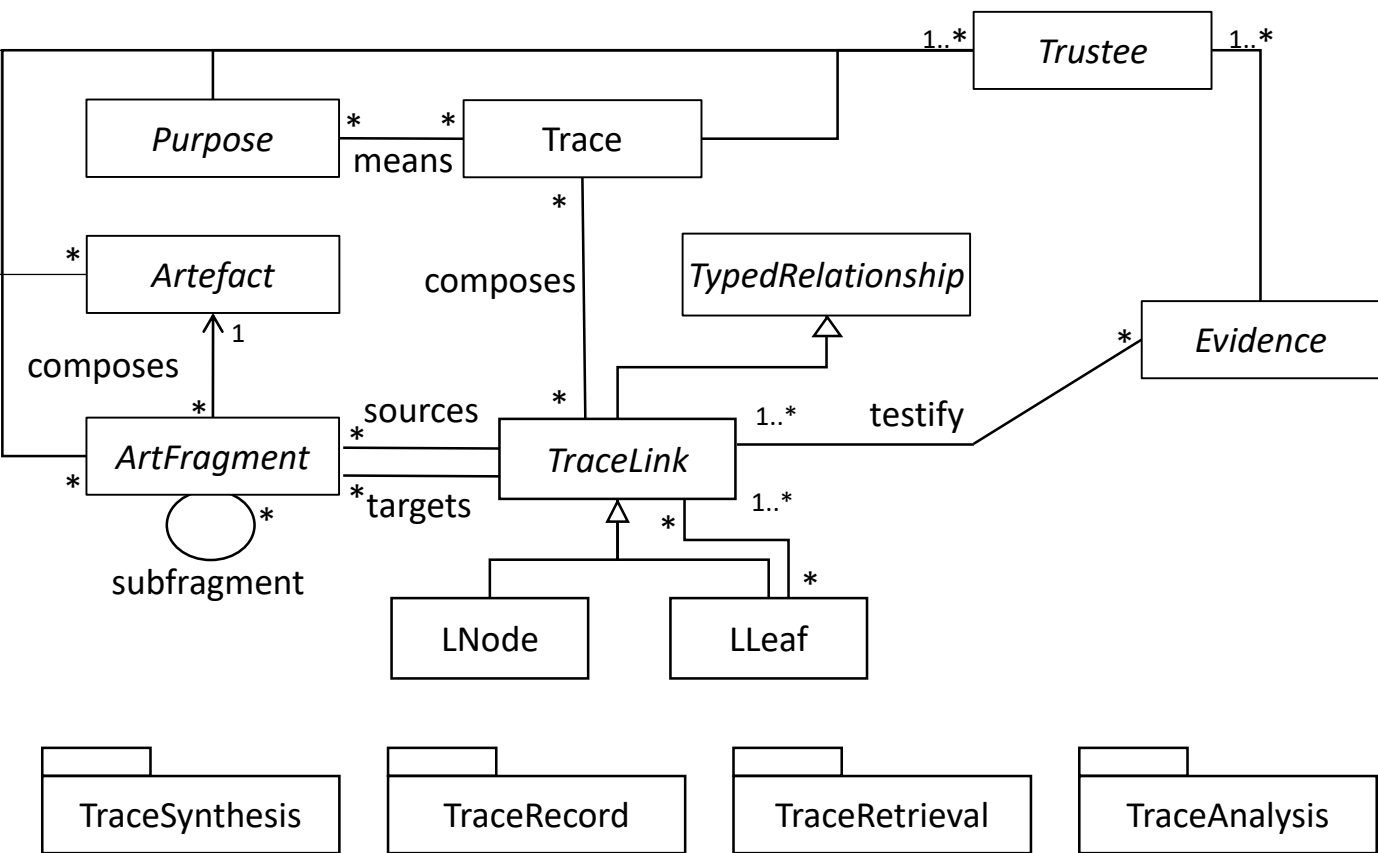 1..*
Trustee
1..*
Purpose
*
*
means
Trace
*
*
Artefact
composes
TypedRelationship
1
composes
*
Evidence
*
*
sources
*
1..*
testify
ArtFragment
TraceLink
*
*
targets
1..*
*
*
subfragment
*
LNode
LLeaf
TraceSynthesis
TraceRecord
TraceRetrieval
TraceAnalysis